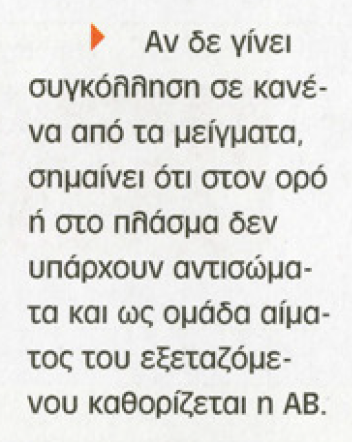 Αν δε γίνει
συγκόλληση σε κανέ-
να από τα μείγματα,
σημαίνει ότι στον ορό
ή στο πλάσμα δεν
υπάρχουν αντισώμα-
τα και ως ομάδα αίμα-
τος του εξεταζόμε-
νου καθορίζεται η ΑΒ.